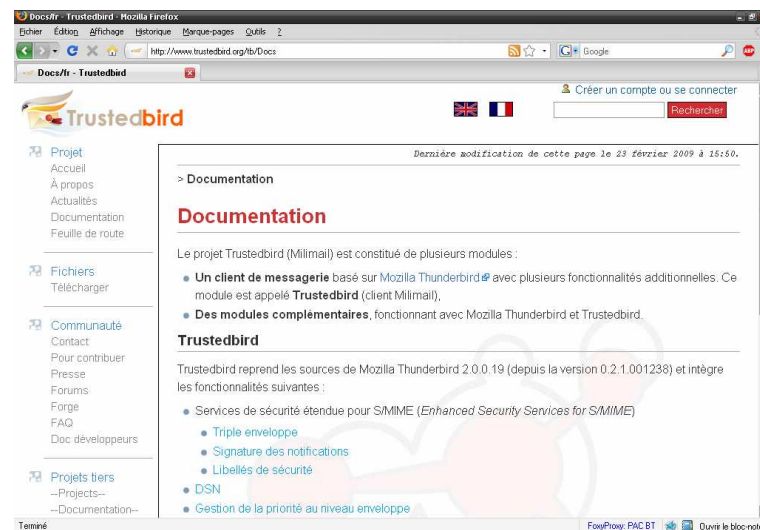 Docs/fr - Trustedbird - Mozilla Firefox
Fichier Édition Affichage Historique Marque-pages Outils ?
http://www.trustedbird.org/tb/Docs
Google
ABP
Docs/fr - Trustedbird
Créer un compte ou se connecter
Trustedbird
Rechercher
Projet
Accueil
À propos
Actualités
Documentation
Feuille de route
Fichiers
Télécharger
Communauté
Contact
Pour contribuer
Presse
Forums
Forge
FAQ
Doc développeurs
Projets tiers
--Projects--
--Documentation--
Dernière modification de cette page le 23 février 2009 à 15:50.
> Documentation
Documentation
Le projet Trustedbird (Milimail) est constitué de plusieurs modules :
Un client de messagerie basé sur Mozilla Thunderbird avec plusieurs fonctionnalités additionnelles. Ce
module est appelé Trustedbird (client Milimail),
Des modules complémentaires, fonctionnant avec Mozilla Thunderbird et Trustedbird.
Trustedbird
Trustedbird reprend les sources de Mozilla Thunderbird 2.0.0.19 (depuis la version 0.2.1.001238) et intègre
les fonctionnalités suivantes :
Services de sécurité étendue pour S/MIME (Enhanced Security Services for S/MIME)
Triple enveloppe
Signature des notifications
Libellés de sécurité
DSN
Gestion de la priorité au niveau enveloppe
Terminé
FoxyProxy: PAC BT
Ouvrir le bloc-note